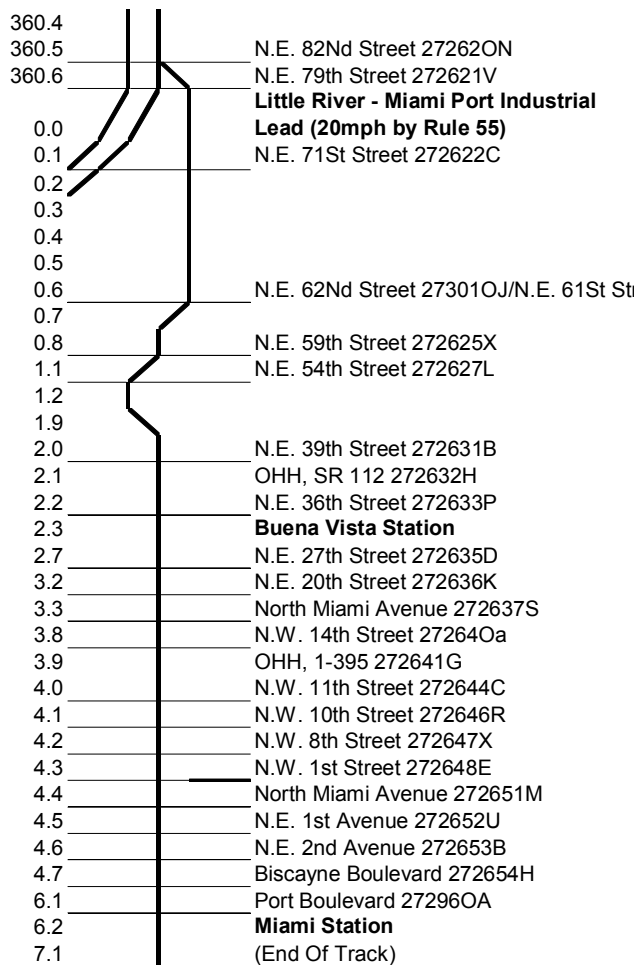 360.4
360.5 N.E. 82Nd Street 27262ON
360.6 N.E. 79th Street 272621V
Little River - Miami Port Industrial
0.0 Lead (20mph by Rule 55)
0.1 N.E. 71St Street 272622C
0.2
0.3
0.4
0.5
0.6 N.E. 62Nd Street 27301OJ/N.E. 61St Str
0.7
0.8 N.E. 59th Street 272625X
1.1 N.E. 54th Street 272627L
1.2
1.9
2.0 N.E. 39th Street 272631B
2.1 OHH, SR 112 272632H
2.2 N.E. 36th Street 272633P
2.3 Buena Vista Station
2.7 N.E. 27th Street 272635D
3.2 N.E. 20th Street 272636K
3.3 North Miami Avenue 272637S
3.8 N.W. 14th Street 27264Oa
3.9 OHH, 1-395 272641G
4.0 N.W. 11th Street 272644C
4.1 N.W. 10th Street 272646R
4.2 N.W. 8th Street 272647X
4.3 N.W. 1st Street 272648E
4.4 North Miami Avenue 272651M
4.5 N.E. 1st Avenue 272652U
4.6 N.E. 2nd Avenue 272653B
4.7 Biscayne Boulevard 272654H
6.1 Port Boulevard 27296OA
6.2 Miami Station
7.1 (End Of Track)